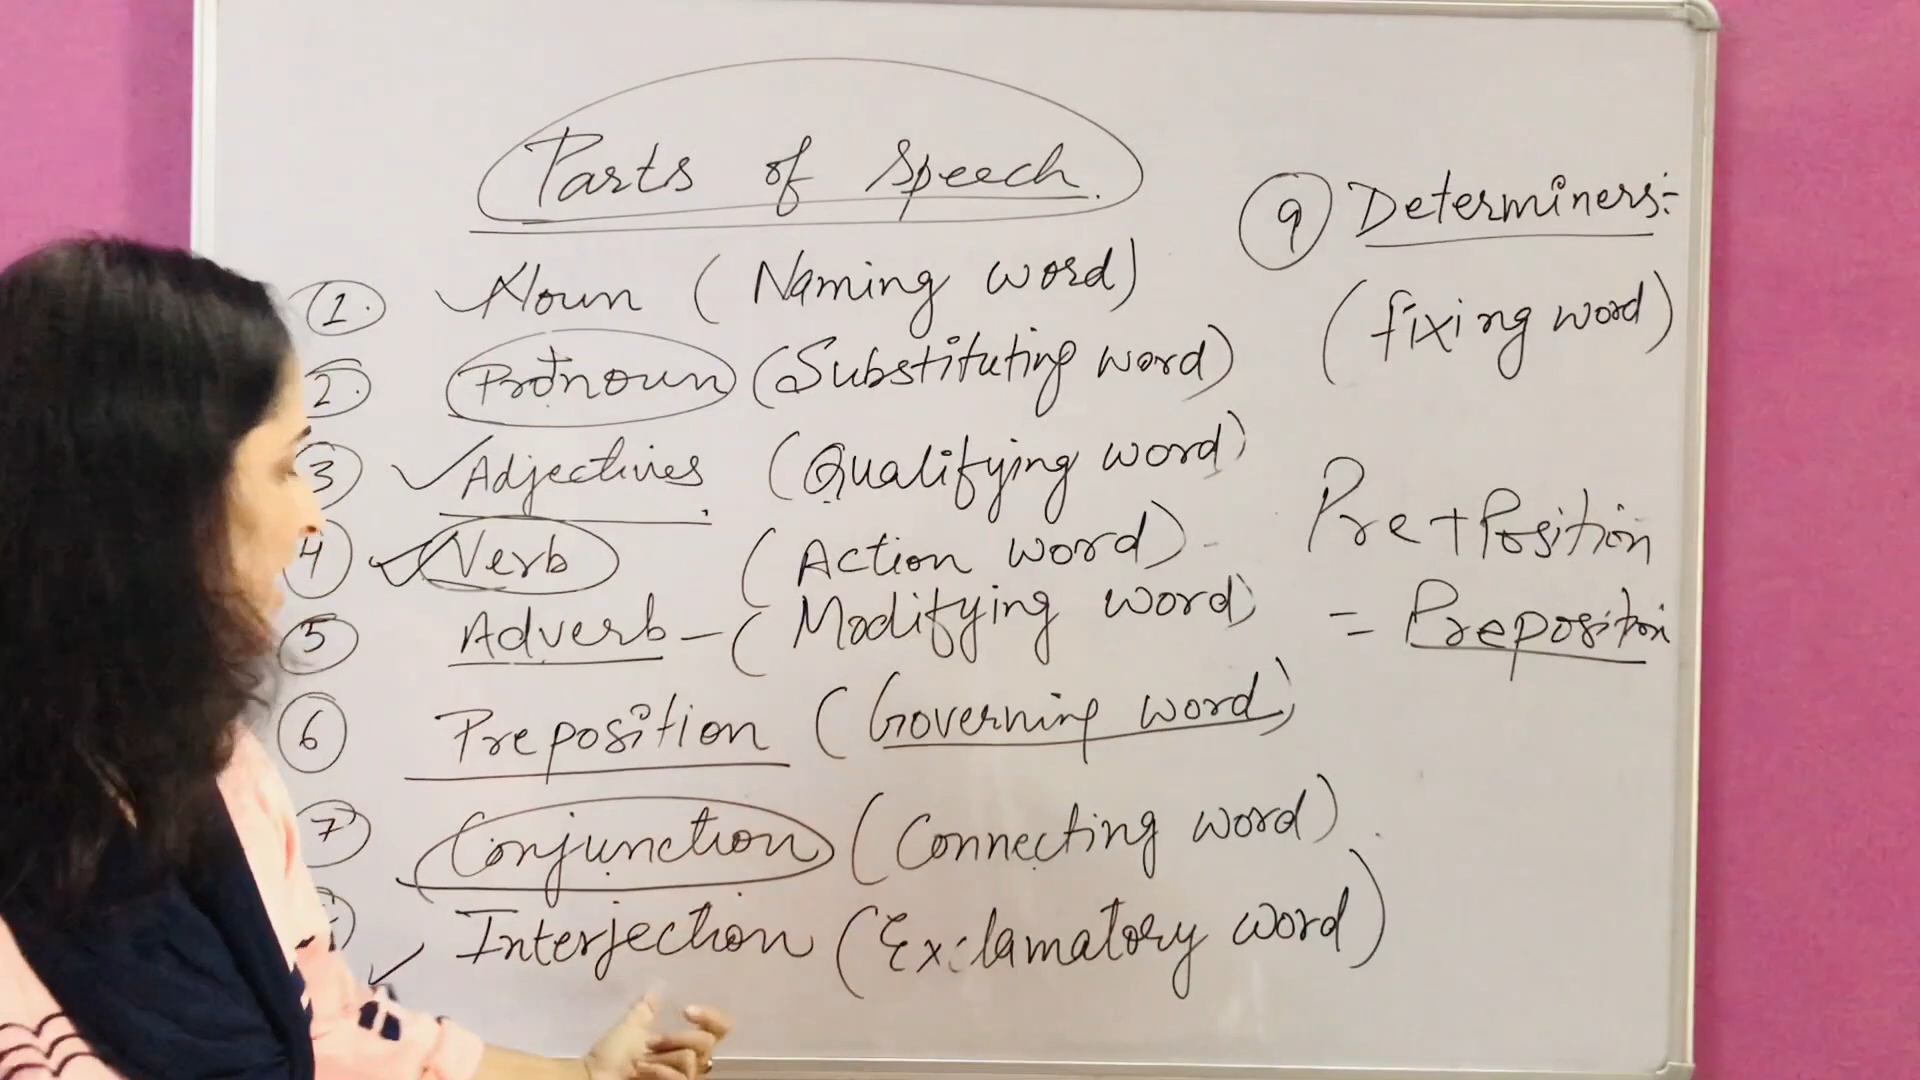 Parts of Speech.
1. Noun (Naming word)
2. Pronoun (Substituting word)
3 Adjectives (Qualifying word)
4 Verb (Action word)
5 Adverb - (Modifying word)
6 Preposition (Governing word)
7 Conjunction (Connecting word)
Interjection (Exclamatory word)
9 Determiners:-
(fixing word)
Pre + Position
= Preposition